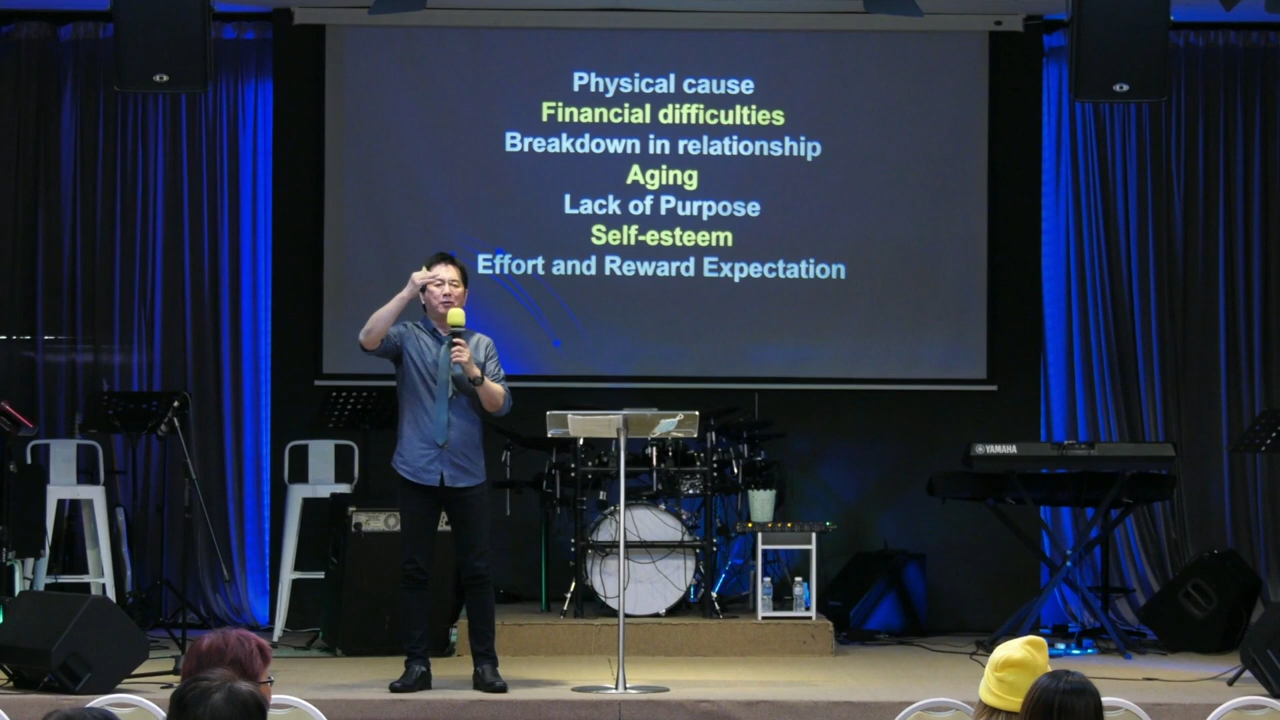 Physical cause
Financial difficulties
Breakdown in relationship
Aging
Lack of Purpose
Self-esteem
Effort and Reward Expectation
YAMAHA